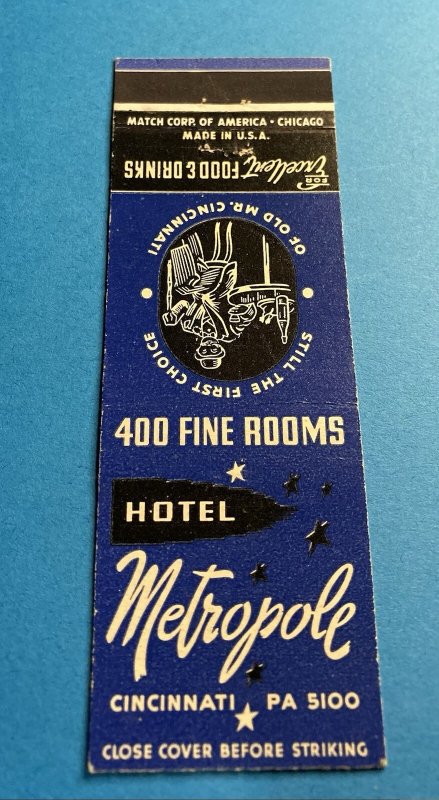 MATCH CORP. OF AMERICA • CHICAGO
MADE IN U.S.A.
FOR Excellent FOOD & DRINKS
STILL THE FIRST CHOICE
OF OLD MR. CINCINNATI
400 FINE ROOMS
HOTEL
Metropole
CINCINNATI PA 5100
CLOSE COVER BEFORE STRIKING